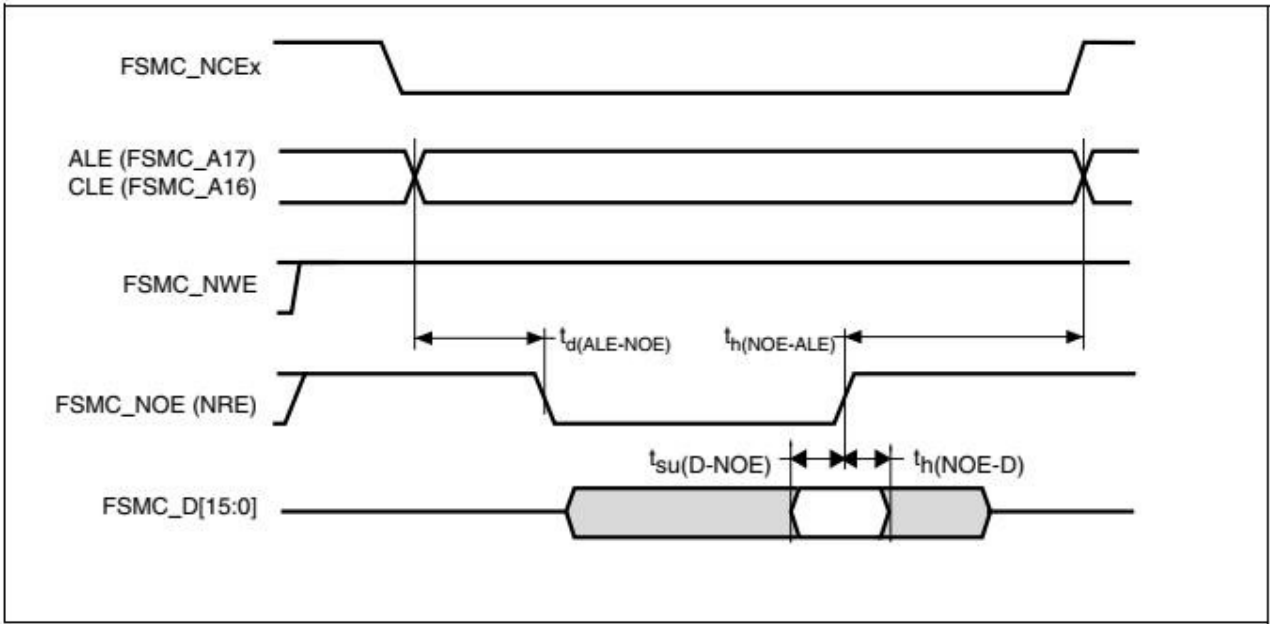 FSMC_NCEx
ALE (FSMC_A17)
CLE (FSMC_A16)
FSMC_NWE
td(ALE-NOE) th(NOE-ALE)
FSMC_NOE (NRE)
tsu(D-NOE) th(NOE-D)
FSMC_D[15:0]